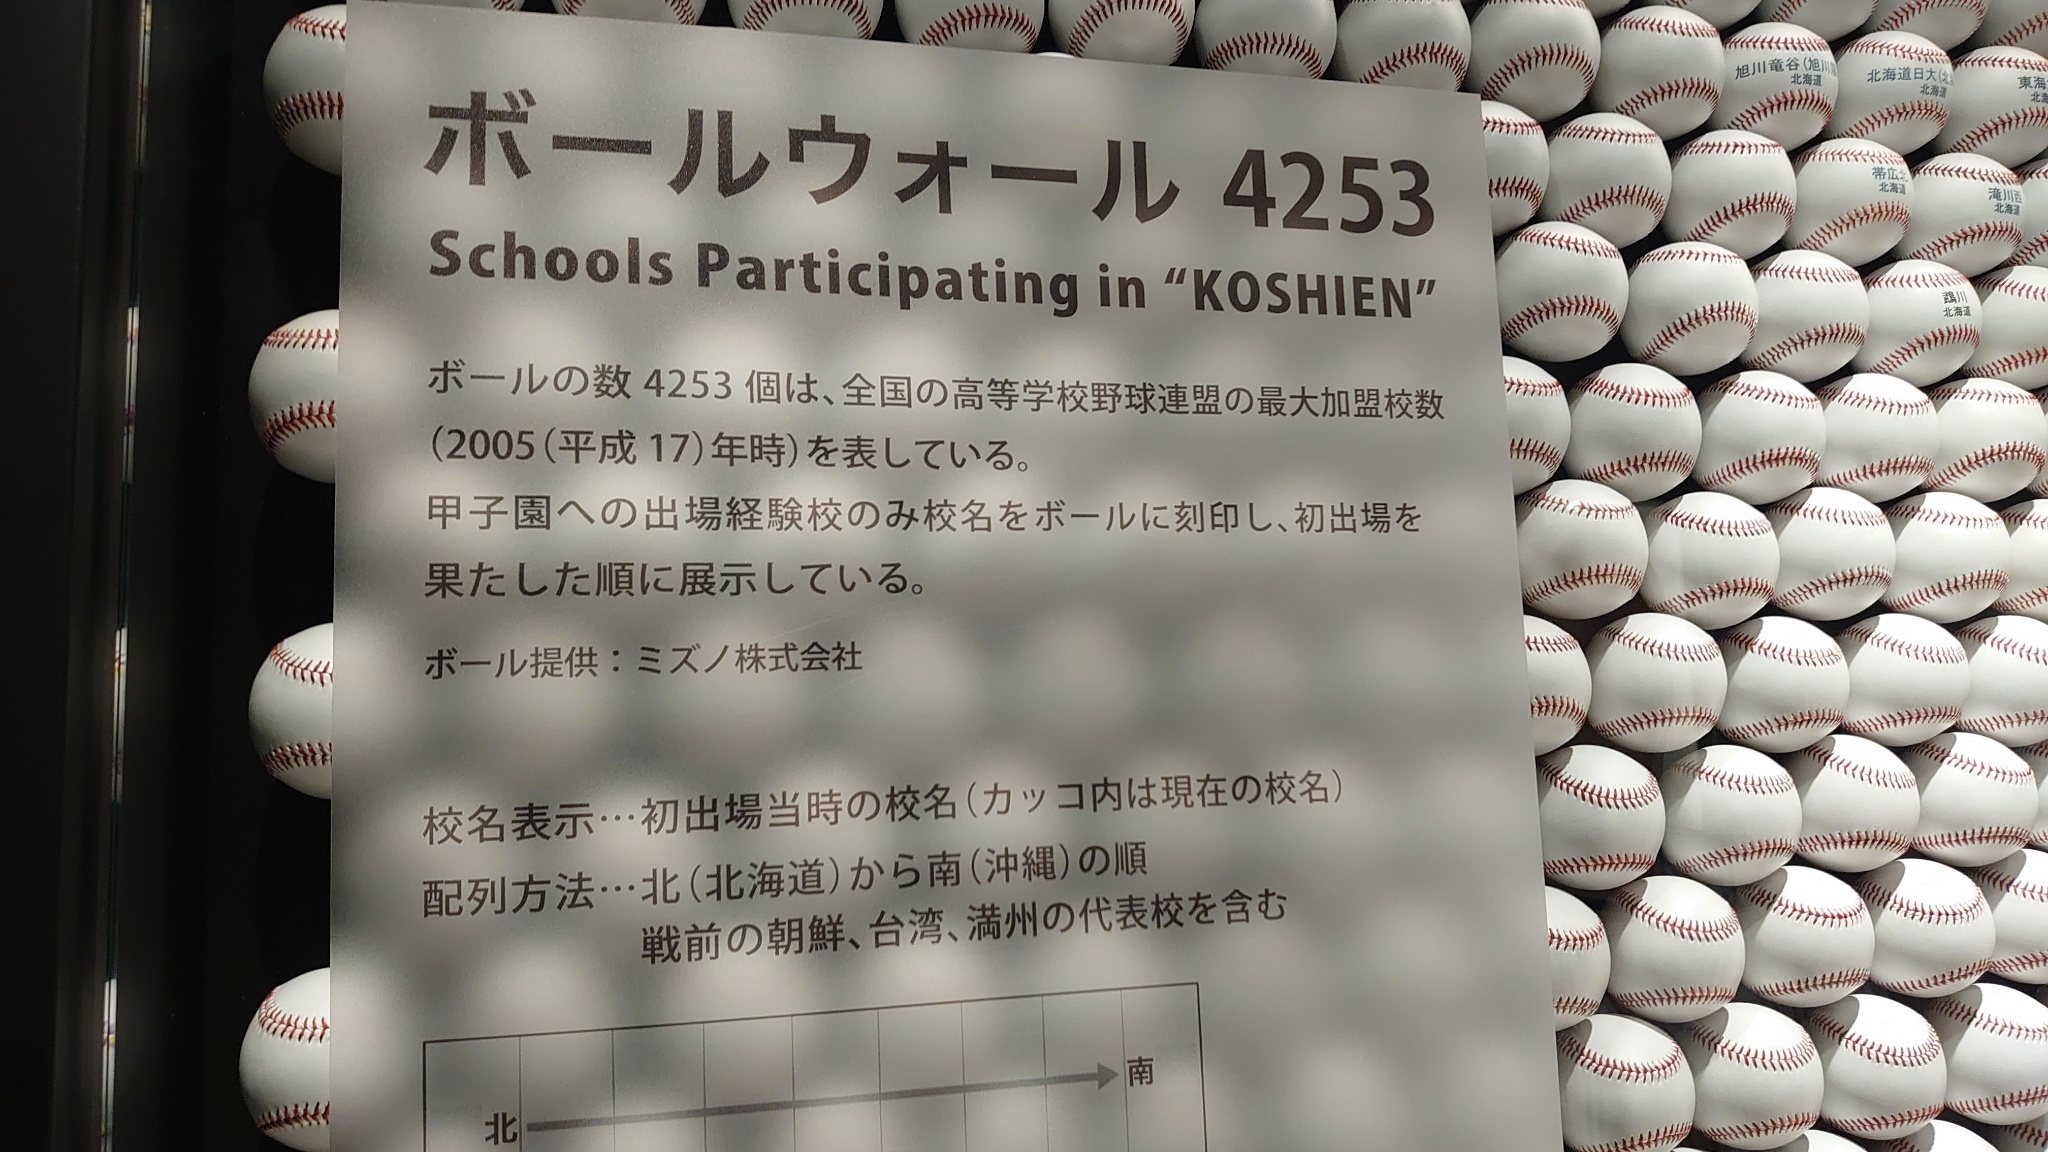 ボールウォール 4253
Schools Participating in “KOSHIEN”
ボールの数 4253 個は、全国の高等学校野球連盟の最大加盟校数
（2005（平成 17）年時）を表している。
甲子園への出場経験校のみ校名をボールに刻印し、初出場を
果たした順に展示している。
ボール提供：ミズノ株式会社
校名表示…初出場当時の校名（カッコ内は現在の校名）
配列方法…北（北海道）から南（沖縄）の順
戦前の朝鮮、台湾、満州の代表校を含む
北
南
旭川竜谷（旭川
北海道
北海道日大（
北海道
東海
帯広北
北海道
滝川西
北海道
鵡川
北海道